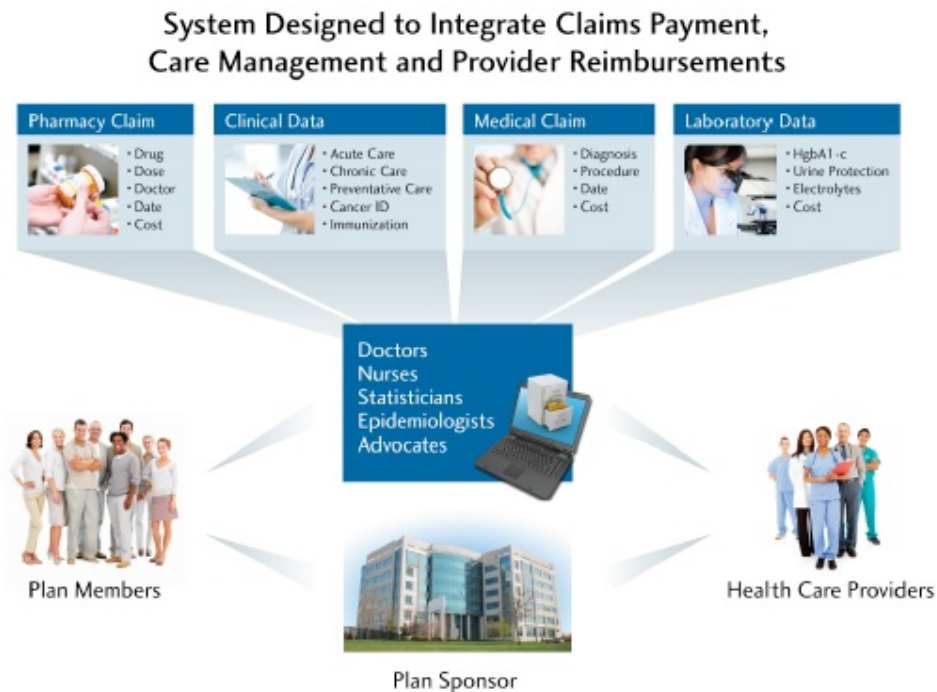 System Designed to Integrate Claims Payment,
Care Management and Provider Reimbursements
Pharmacy Claim
• Drug
• Dose
• Doctor
• Date
• Cost
Clinical Data
• Acute Care
• Chronic Care
• Preventative Care
• Cancer ID
• Immunization
Medical Claim
• Diagnosis
• Procedure
• Date
• Cost
Laboratory Data
• HgbA1-c
• Urine Protection
• Electrolytes
• Cost
Doctors
Nurses
Statisticians
Epidemiologists
Advocates
Plan Members
Health Care Providers
Plan Sponsor